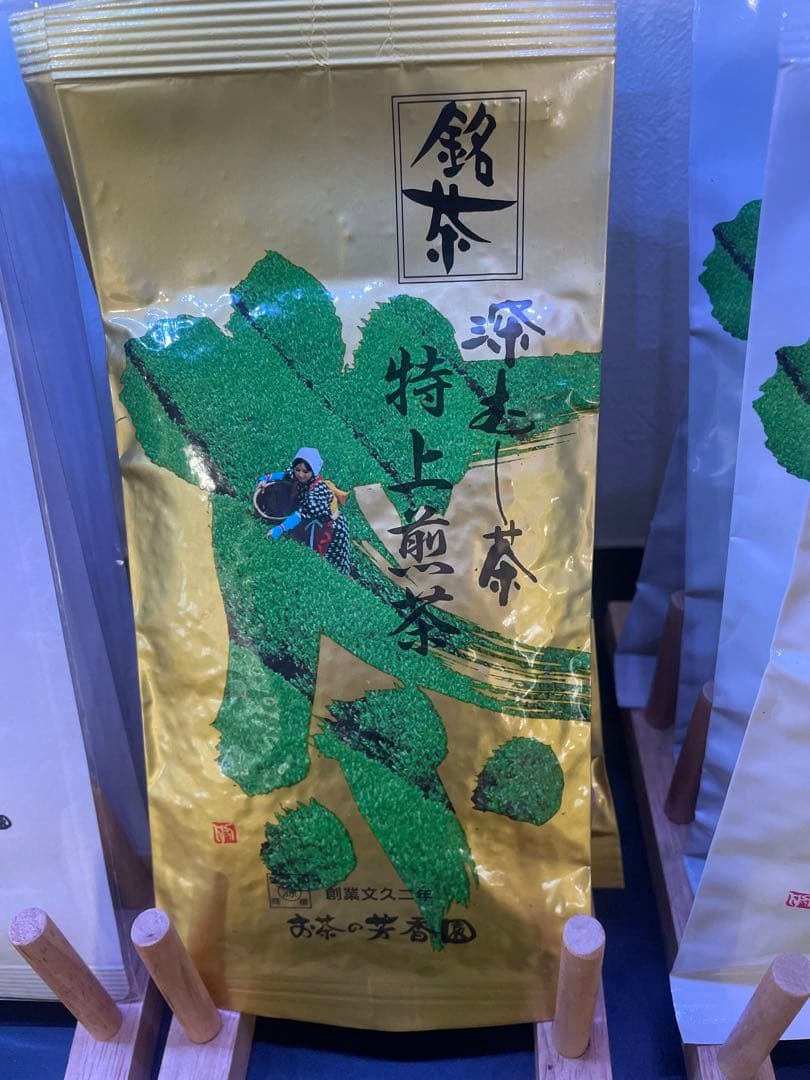 銘茶
深むし茶
特上煎茶
創業文久二年
お茶の芳香園